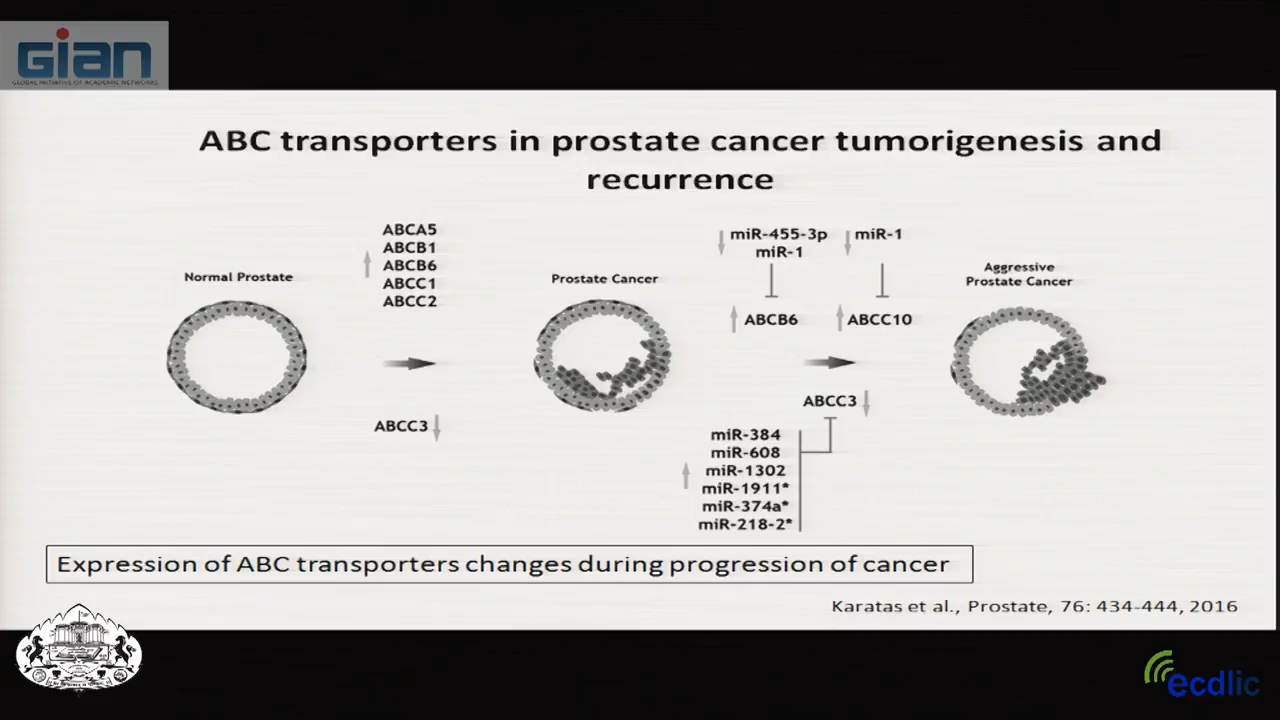 GIAN
GLOBAL INITIATIVE OF ACADEMIC NETWORKS
ABC transporters in prostate cancer tumorigenesis and
recurrence
Normal Prostate
ABCA5
ABCB1
ABCB6
ABCC1
ABCC2
ABCC3
Prostate Cancer
miR-455-3p
miR-1
miR-1
ABCB6
ABCC10
ABCC3
miR-384
miR-608
miR-1302
miR-1911*
miR-374a*
miR-218-2*
Aggressive
Prostate Cancer
Expression of ABC transporters changes during progression of cancer
Karatas et al., Prostate, 76: 434-444, 2016
ecdlic